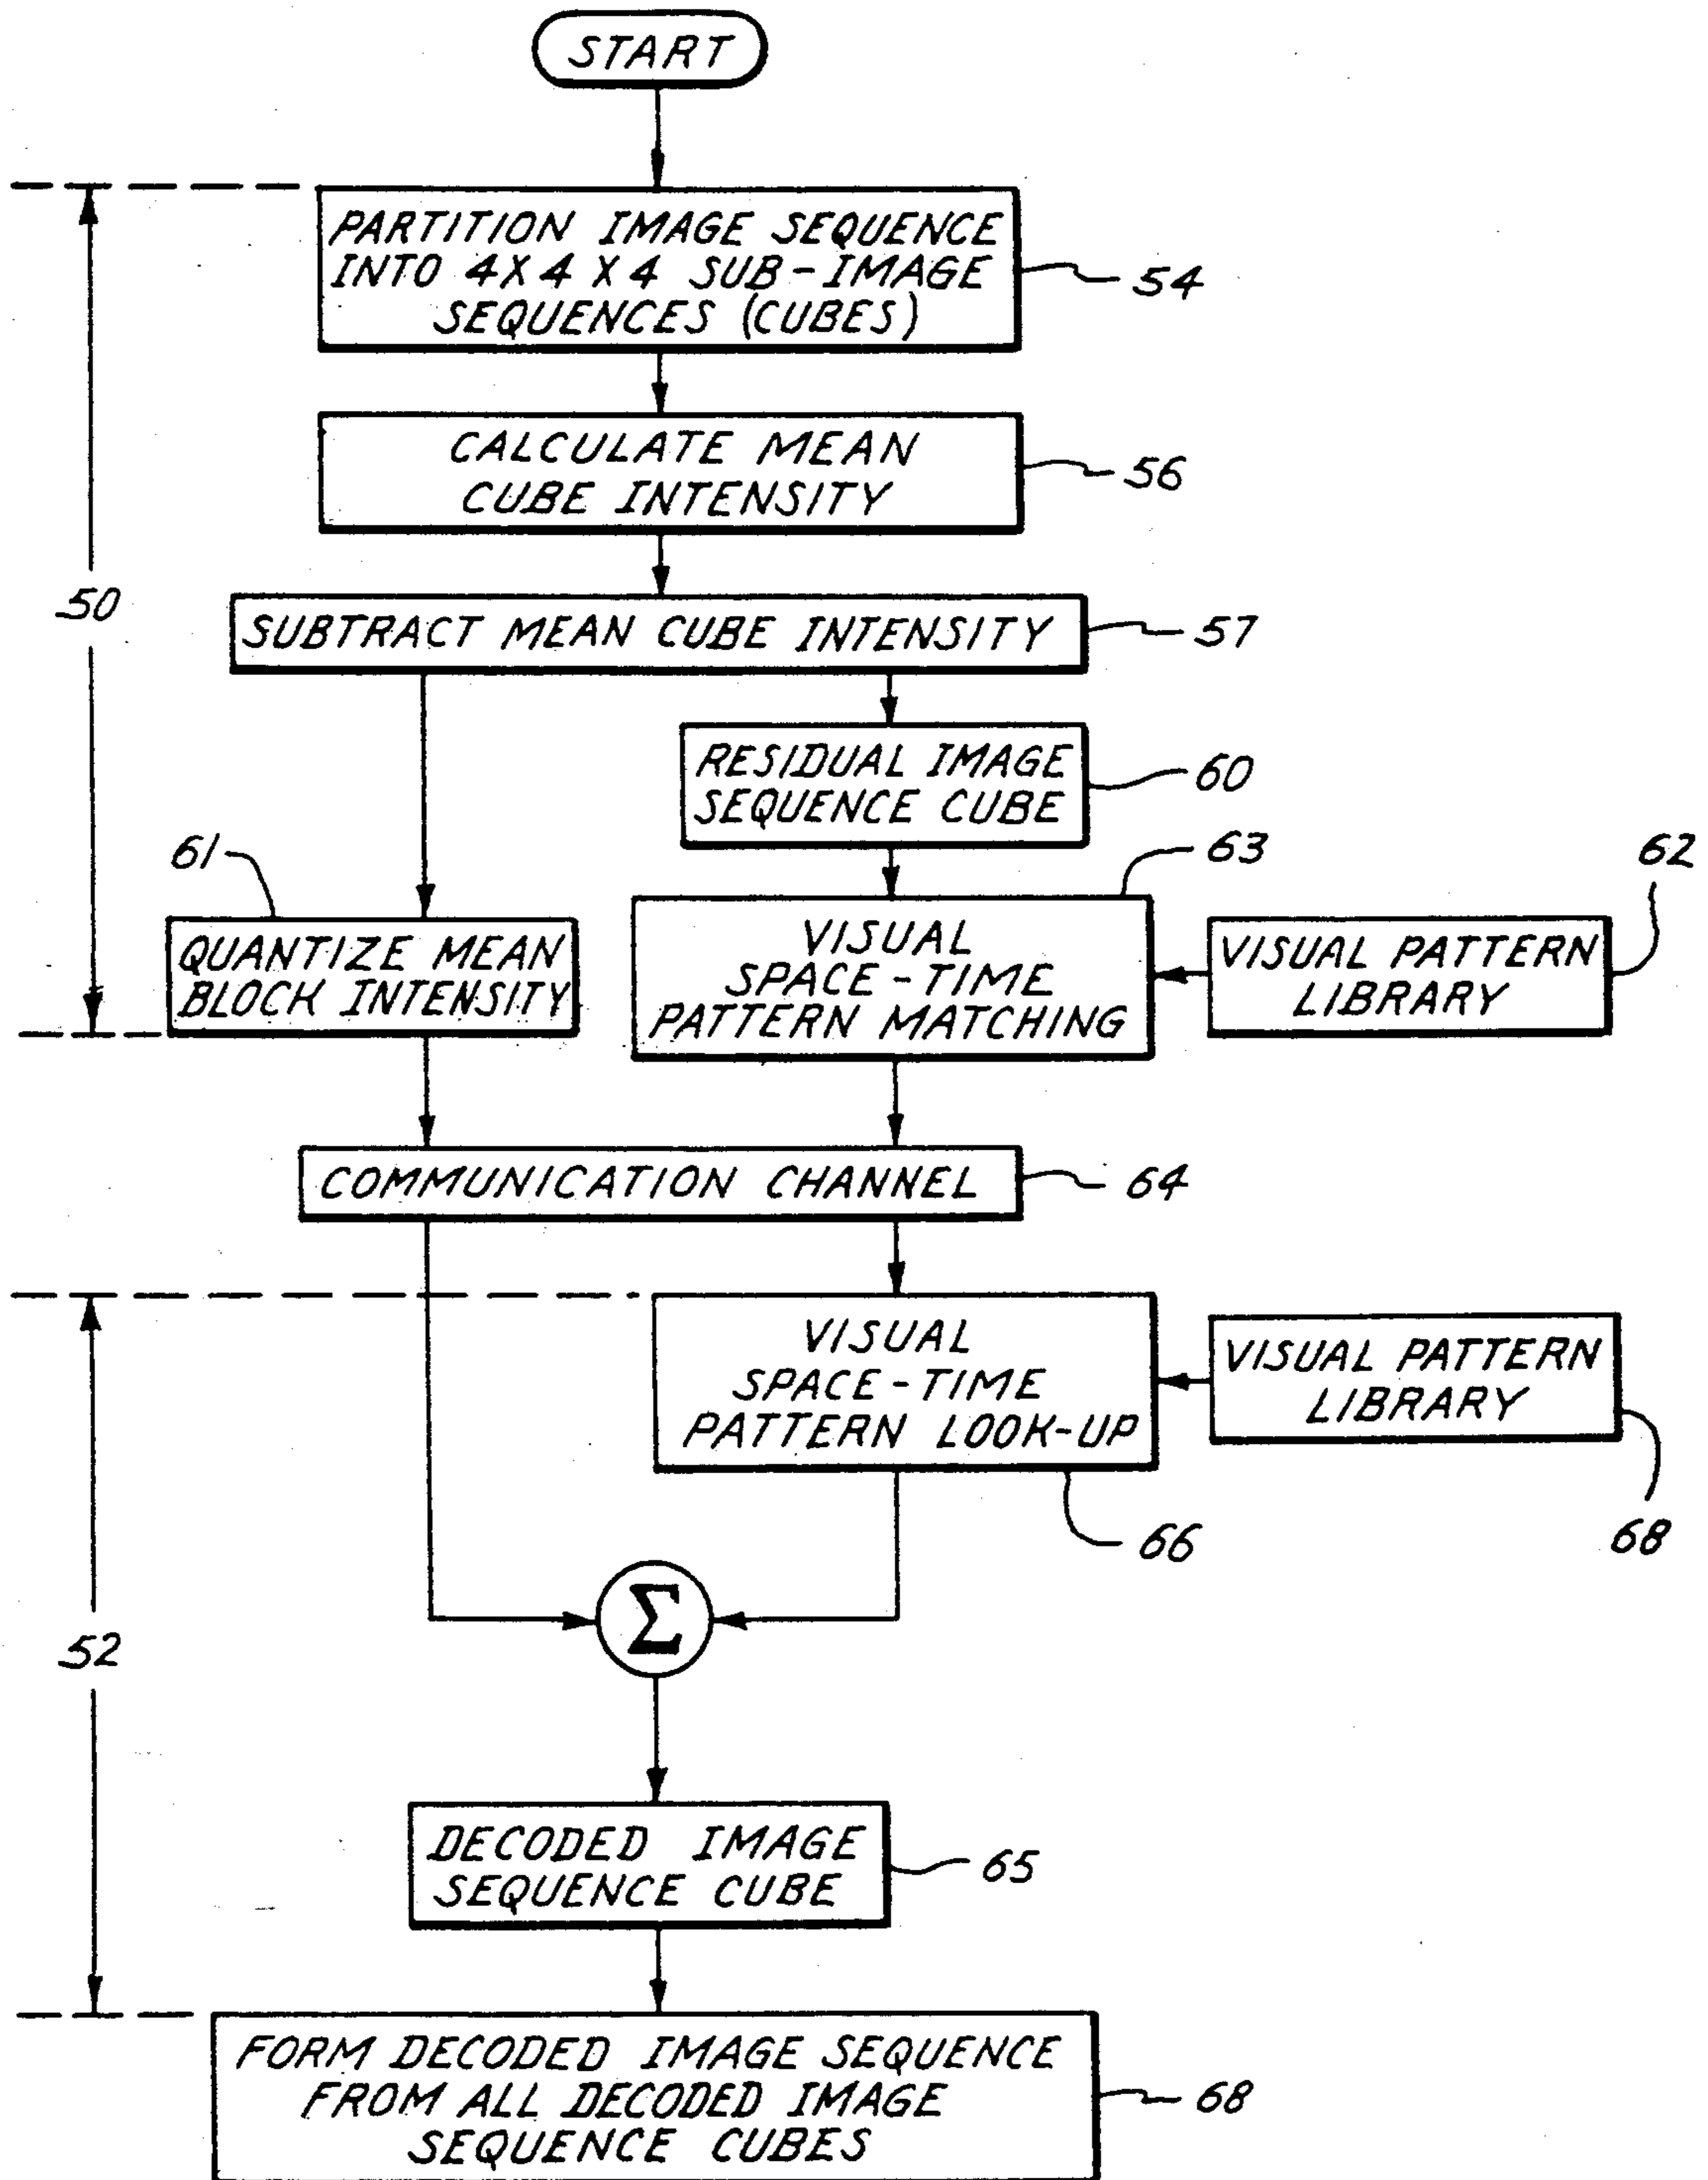 START
PARTITION IMAGE SEQUENCE
INTO 4X4X4 SUB-IMAGE
SEQUENCES (CUBES)
54
CALCULATE MEAN
CUBE INTENSITY
56
50
SUBTRACT MEAN CUBE INTENSITY
57
RESIDUAL IMAGE
SEQUENCE CUBE
60
61
63
62
QUANTIZE MEAN
BLOCK INTENSITY
VISUAL
SPACE-TIME
PATTERN MATCHING
VISUAL PATTERN
LIBRARY
COMMUNICATION CHANNEL
64
VISUAL
SPACE-TIME
PATTERN LOOK-UP
VISUAL PATTERN
LIBRARY
66
68
Σ
52
DECODED IMAGE
SEQUENCE CUBE
65
FORM DECODED IMAGE SEQUENCE
FROM ALL DECODED IMAGE
SEQUENCE CUBES
68